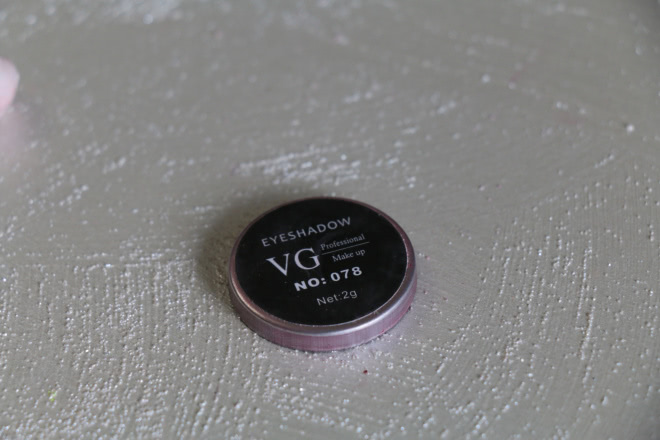 EYESHADOW
VG Professional
Make up
NO: 078
Net:2g